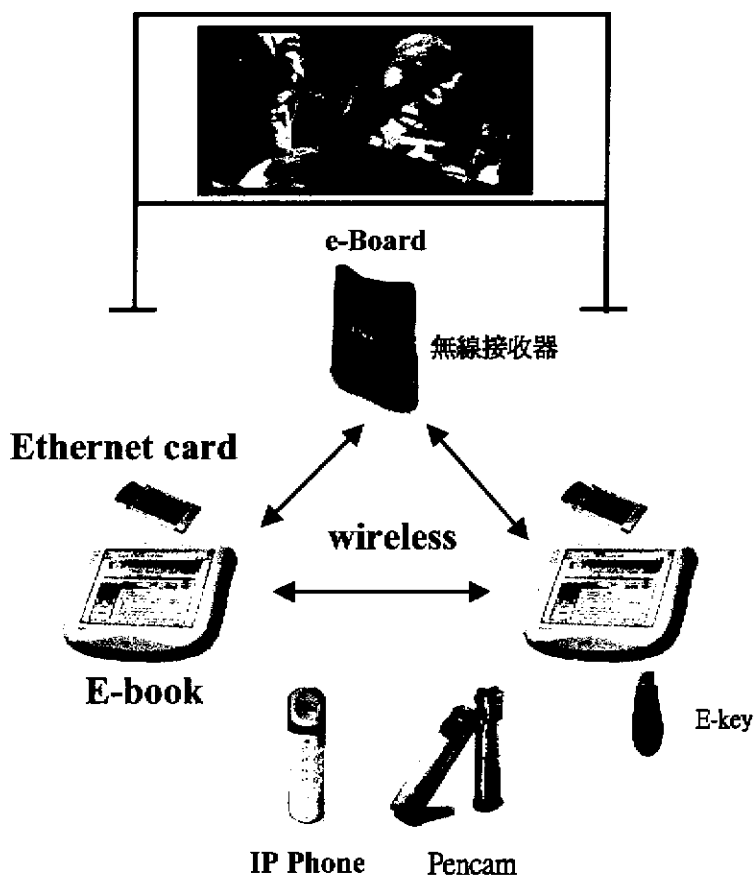 e-Board
無線接收器
Ethernet card
wireless
E-book
E-key
IP Phone
Pencam